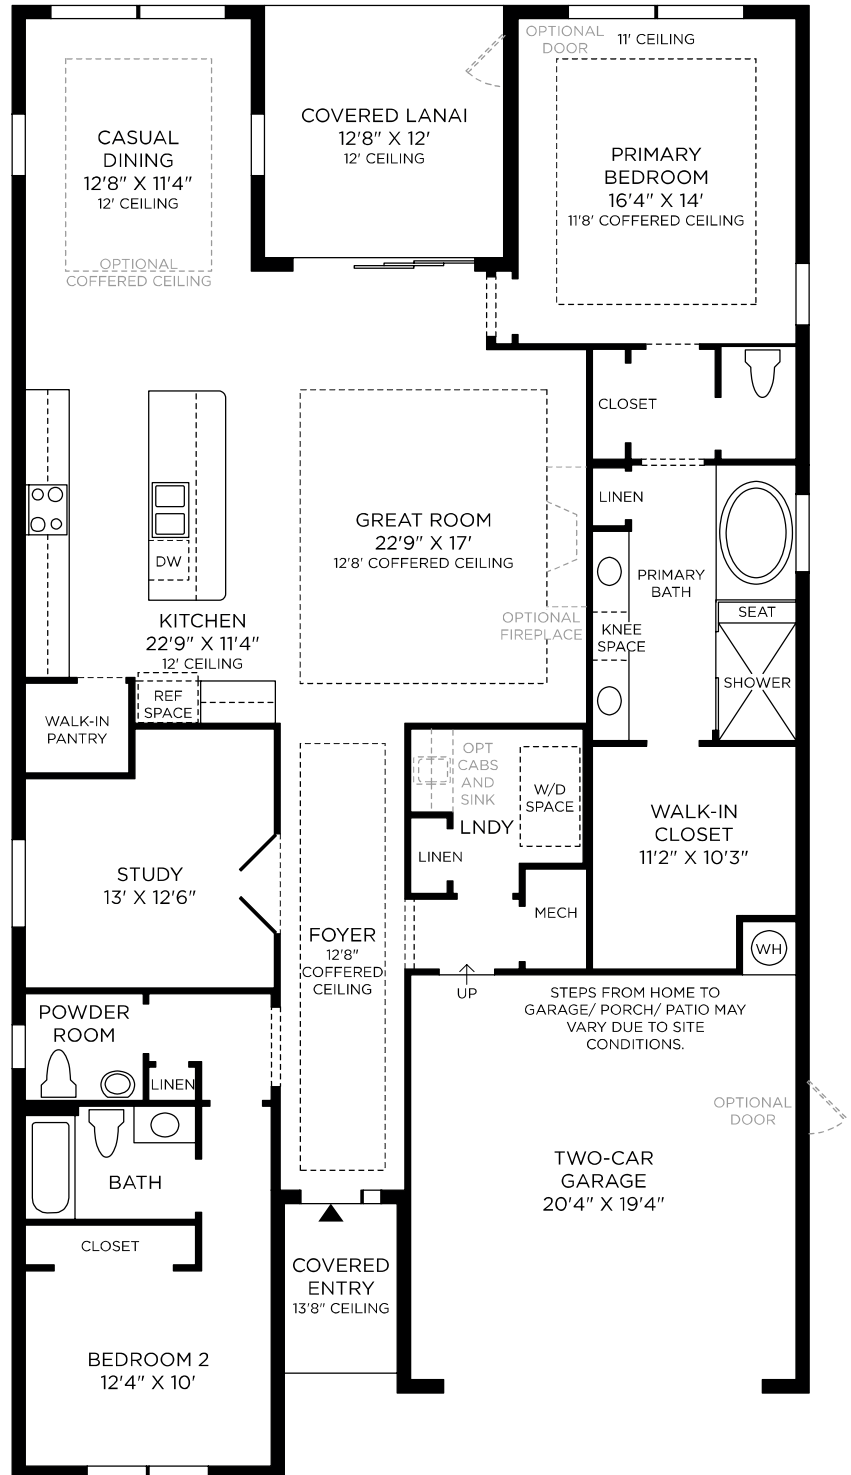 OPTIONAL
DOOR
11' CEILING
CASUAL
DINING
12'8" X 11'4"
12' CEILING
OPTIONAL
COFFERED CEILING
COVERED LANAI
12'8" X 12'
12' CEILING
PRIMARY
BEDROOM
16'4" X 14'
11'8' COFFERED CEILING
CLOSET
LINEN
GREAT ROOM
22'9" X 17'
12'8' COFFERED CEILING
DW
KITCHEN
22'9" X 11'4"
12' CEILING
OPTIONAL
FIREPLACE
PRIMARY
BATH
KNEE
SPACE
SEAT
SHOWER
REF
SPACE
WALK-IN
PANTRY
OPT
CABS
AND
SINK
W/D
SPACE
LNDY
LINEN
WALK-IN
CLOSET
11'2" X 10'3"
STUDY
13' X 12'6"
MECH
FOYER
12'8"
COFFERED
CEILING
WH
UP
STEPS FROM HOME TO
GARAGE/ PORCH/ PATIO MAY
VARY DUE TO SITE
CONDITIONS.
POWDER
ROOM
LINEN
OPTIONAL
DOOR
BATH
TWO-CAR
GARAGE
20'4" X 19'4"
CLOSET
COVERED
ENTRY
13'8" CEILING
BEDROOM 2
12'4" X 10'